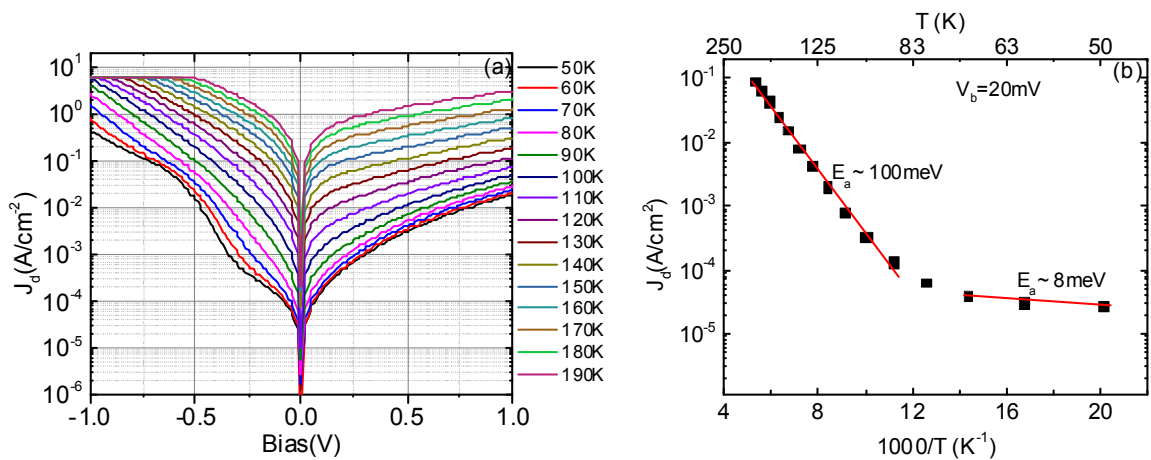 (a)
10^1
10^0
10^-1
10^-2
10^-3
10^-4
10^-5
10^-6
J_d(A/cm^-2)
-1.0 -0.5 0.0 0.5 1.0
Bias(V)
50K
60K
70K
80K
90K
100K
110K
120K
130K
140K
150K
160K
170K
180K
190K
T (K)
250 125 83 63 50
(b)
V_b=20mV
10^-1
10^-2
10^-3
10^-4
10^-5
J_d(A/cm^2)
E_a~ 100meV
E_a~ 8meV
4 8 12 16 20
1000/T (K^-1)